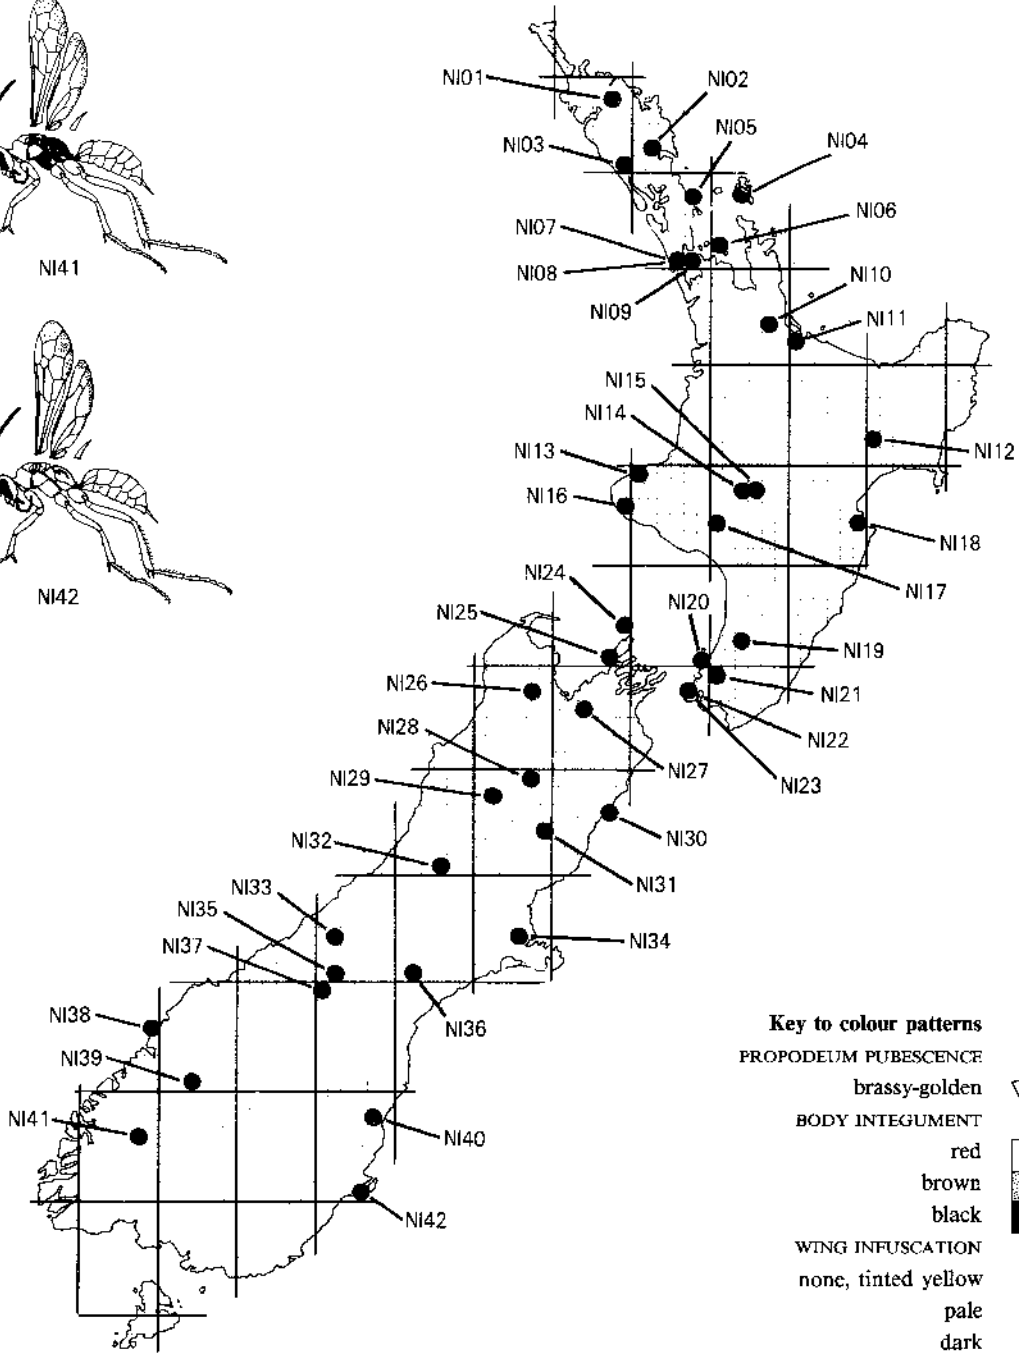 NI41
NI42
NI01
NI02
NI03
NI05
NI04
NI06
NI07
NI08
NI09
NI10
NI11
NI15
NI14
NI13
NI12
NI16
NI18
NI17
NI24
NI20
NI25
NI19
NI26
NI21
NI28
NI22
NI27
NI29
NI23
NI30
NI32
NI31
NI33
NI35
NI34
NI37
NI38
NI36
NI39
NI41
NI40
NI42
Key to colour patterns
PROPODEUM PUBESCENCE
brassy-golden
BODY INTEGUMENT
red
brown
black
WING INFUSCATION
none, tinted yellow
pale
dark